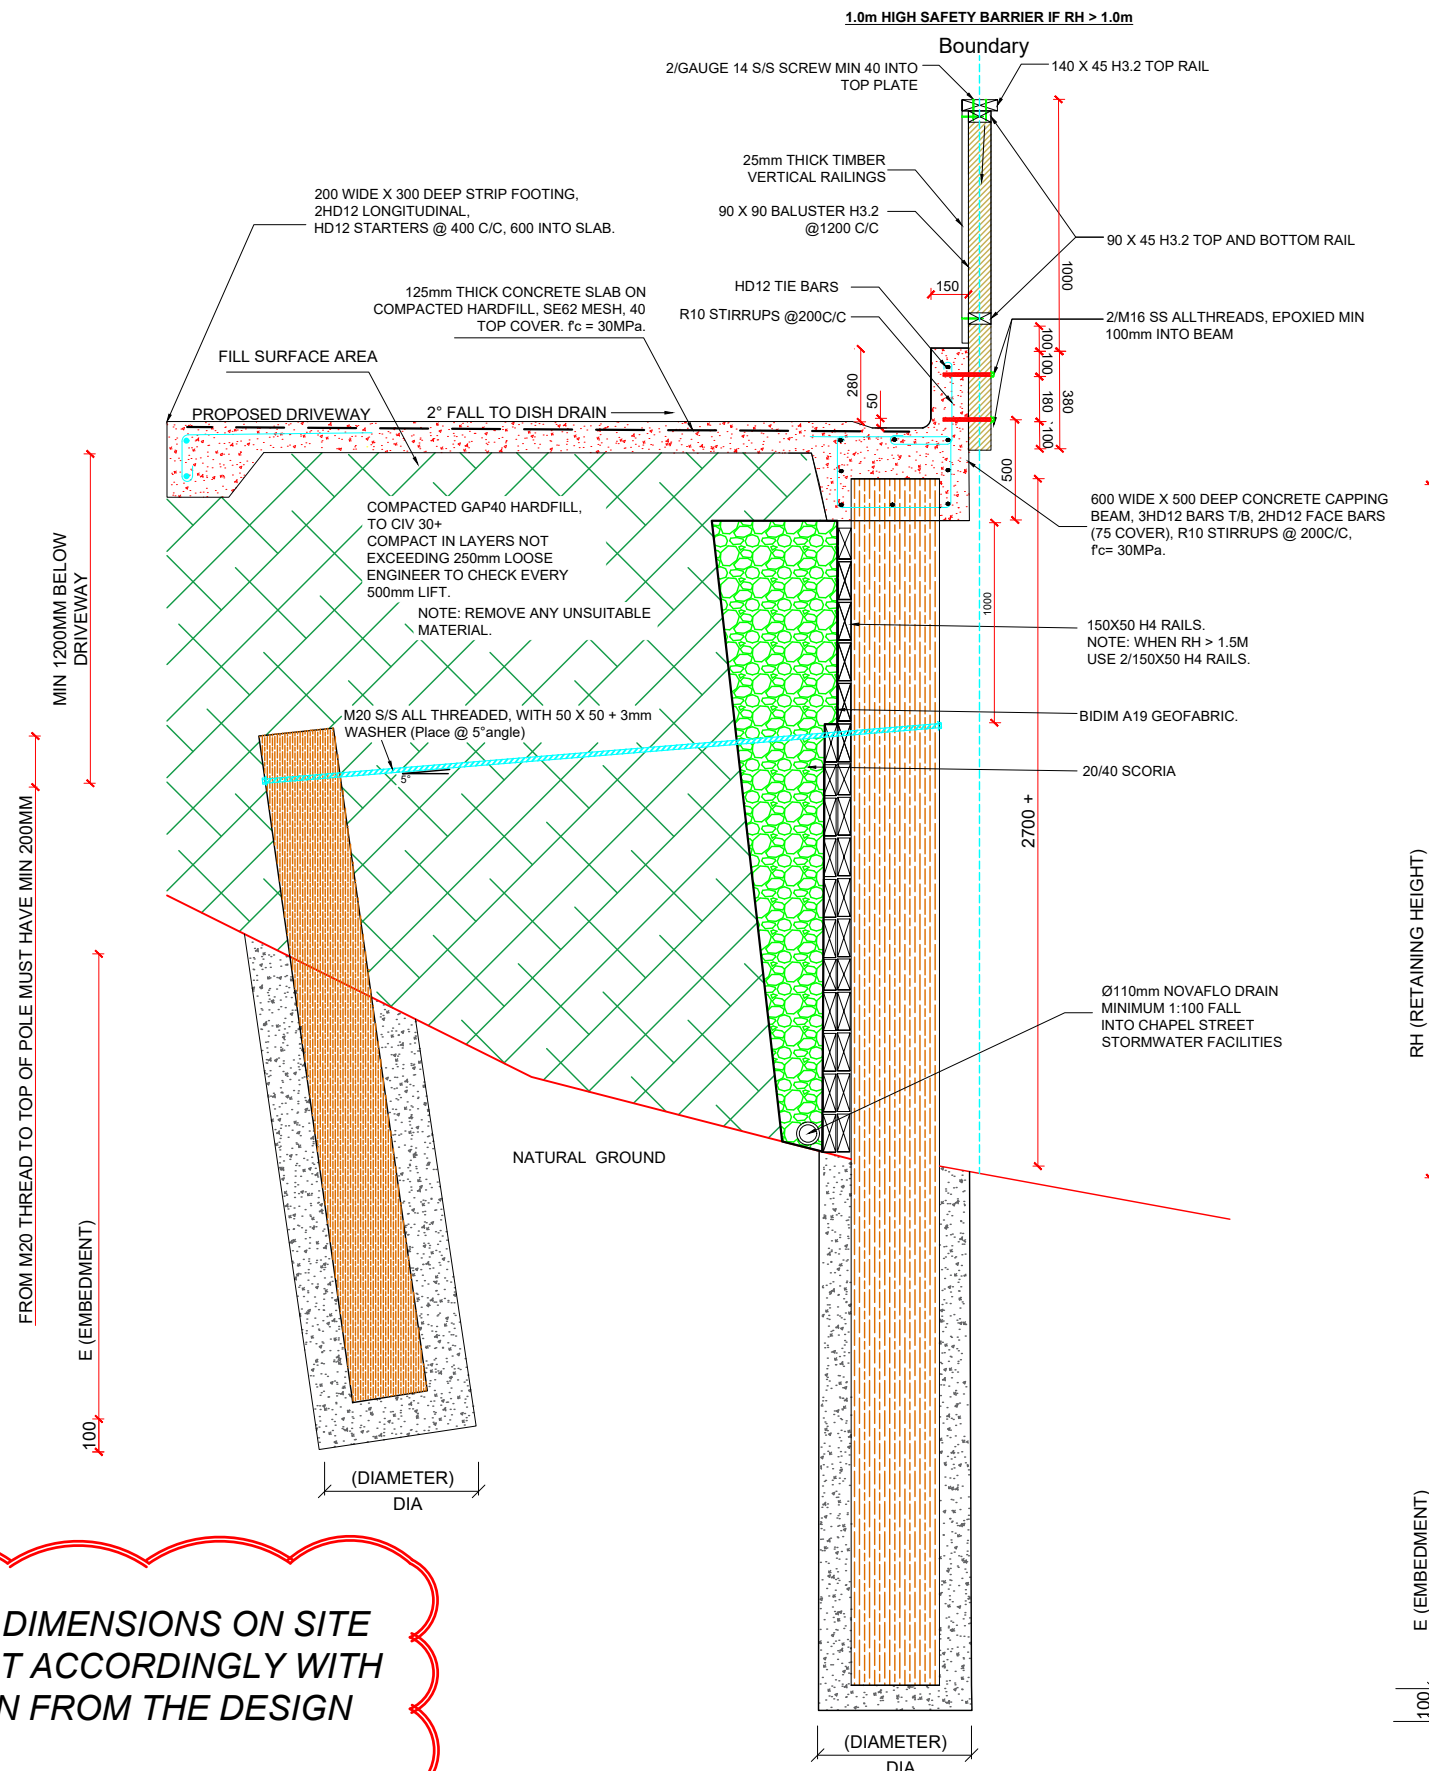 1.0m HIGH SAFETY BARRIER IF RH > 1.0m
Boundary
2/GAUGE 14 S/S SCREW MIN 40 INTO
TOP PLATE
140 X 45 H3.2 TOP RAIL
25mm THICK TIMBER
VERTICAL RAILINGS
200 WIDE X 300 DEEP STRIP FOOTING,
2HD12 LONGITUDINAL,
HD12 STARTERS @ 400 C/C, 600 INTO SLAB.
90 X 90 BALUSTER H3.2
@1200 C/C
90 X 45 H3.2 TOP AND BOTTOM RAIL
1000
150
HD12 TIE BARS
125mm THICK CONCRETE SLAB ON
COMPACTED HARDFILL, SE62 MESH, 40
TOP COVER. f'c = 30MPa.
R10 STIRRUPS @200C/C
2/M16 SS ALLTHREADS, EPOXIED MIN
100mm INTO BEAM
100
100
180
100
380
FILL SURFACE AREA
280
50
PROPOSED DRIVEWAY
2° FALL TO DISH DRAIN
500
600 WIDE X 500 DEEP CONCRETE CAPPING
BEAM, 3HD12 BARS T/B, 2HD12 FACE BARS
(75 COVER), R10 STIRRUPS @ 200C/C,
f'c= 30MPa.
COMPACTED GAP40 HARDFILL,
TO CIV 30+
COMPACT IN LAYERS NOT
EXCEEDING 250mm LOOSE
ENGINEER TO CHECK EVERY
500mm LIFT.
NOTE: REMOVE ANY UNSUITABLE
MATERIAL.
MIN 1200MM BELOW
DRIVEWAY
1000
150X50 H4 RAILS.
NOTE: WHEN RH > 1.5M
USE 2/150X50 H4 RAILS.
M20 S/S ALL THREADED, WITH 50 X 50 + 3mm
WASHER (Place @ 5°angle)
5°
BIDIM A19 GEOFABRIC.
20/40 SCORIA
2700 +
FROM M20 THREAD TO TOP OF POLE MUST HAVE MIN 200MM
RH (RETAINING HEIGHT)
Ø110mm NOVAFLO DRAIN
MINIMUM 1:100 FALL
INTO CHAPEL STREET
STORMWATER FACILITIES
NATURAL GROUND
E (EMBEDMENT)
100
(DIAMETER)
DIA
E (EMBEDMENT)
100
DIMENSIONS ON SITE
T ACCORDINGLY WITH
N FROM THE DESIGN
(DIAMETER)
DIA